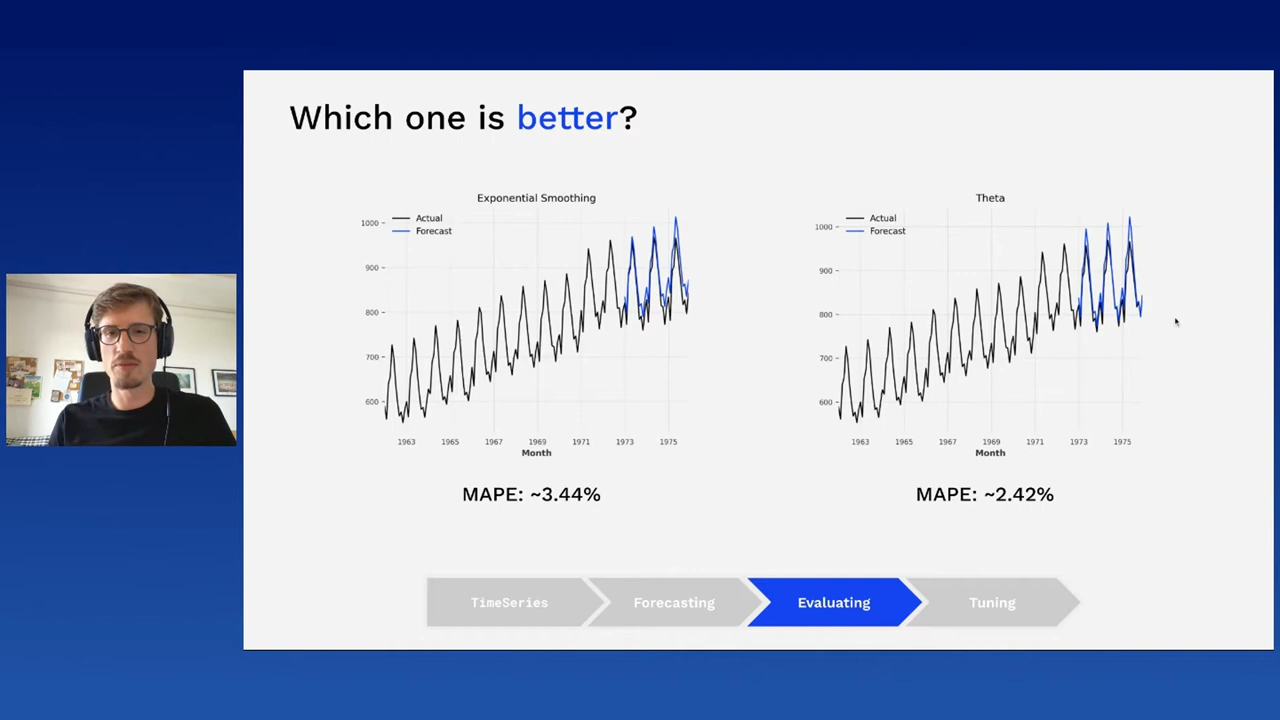 Which one is better?
Exponential Smoothing
Actual
Forecast
1000
900
800
700
600
1963 1965 1967 1969 1971 1973 1975
Month
MAPE: ~3.44%
Theta
Actual
Forecast
1000
900
800
700
600
1963 1965 1967 1969 1971 1973 1975
Month
MAPE: ~2.42%
TimeSeries
Forecasting
Evaluating
Tuning